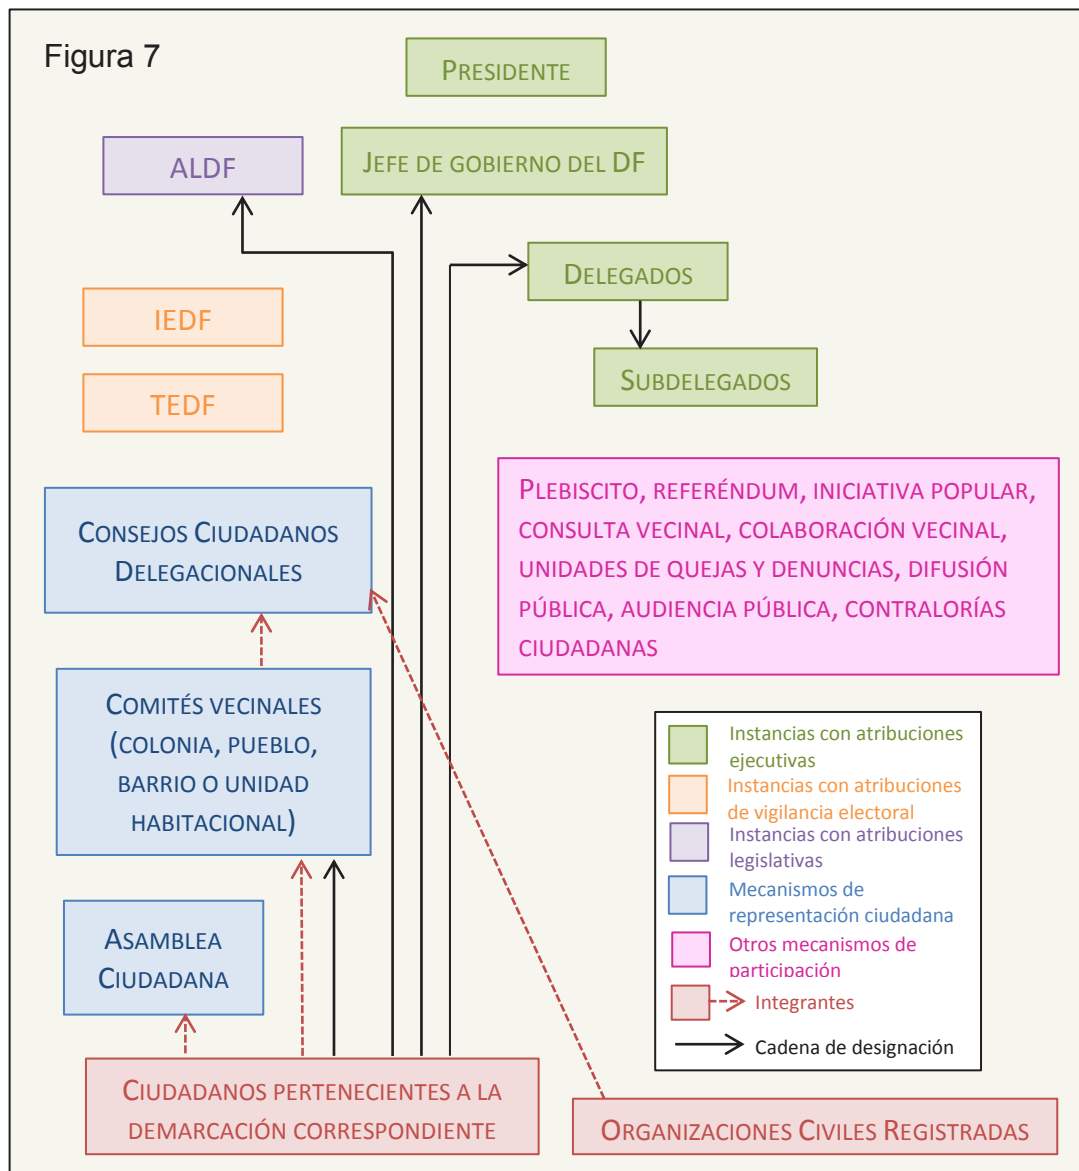 Figura 7
PRESIDENTE
ALDF
JEFE DE GOBIERNO DEL DF
DELEGADOS
IEDF
SUBDELEGADOS
TEDF
PLEBISCITO, REFERÉNDUM, INICIATIVA POPULAR,
CONSULTA VECINAL, COLABORACIÓN VECINAL,
UNIDADES DE QUEJAS Y DENUNCIAS, DIFUSIÓN
PÚBLICA, AUDIENCIA PÚBLICA, CONTRALORÍAS
CIUDADANAS
CONSEJOS CIUDADANOS
DELEGACIONALES
COMITÉS VECINALES
(COLONIA, PUEBLO,
BARRIO O UNIDAD
HABITACIONAL)
ASAMBLEA
CIUDADANA
Instancias con atribuciones
ejecutivas
Instancias con atribuciones
de vigilancia electoral
Instancias con atribuciones
legislativas
Mecanismos de
representación ciudadana
Otros mecanismos de
participación
Integrantes
Cadena de designación
CIUDADANOS PERTENECIENTES A LA
DEMARCACIÓN CORRESPONDIENTE
ORGANIZACIONES CIVILES REGISTRADAS